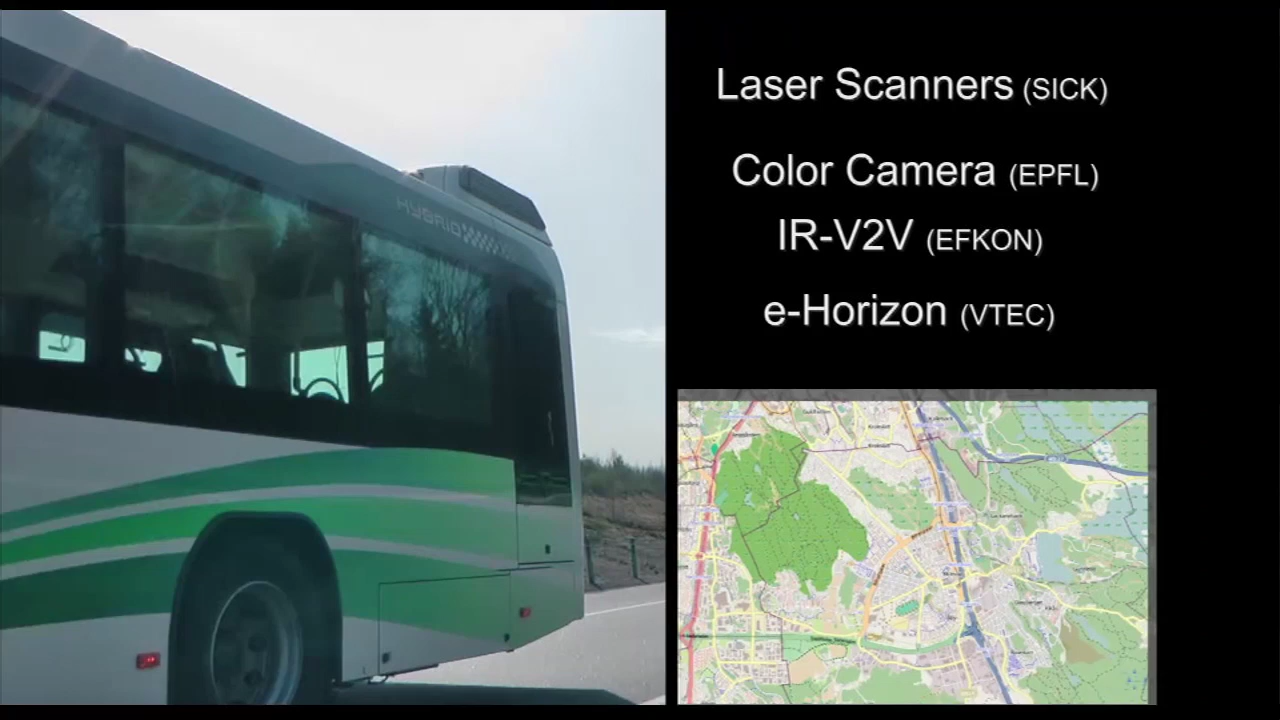 HYBRID
Laser Scanners (SICK)
Color Camera (EPFL)
IR-V2V (EFKON)
e-Horizon (VTEC)